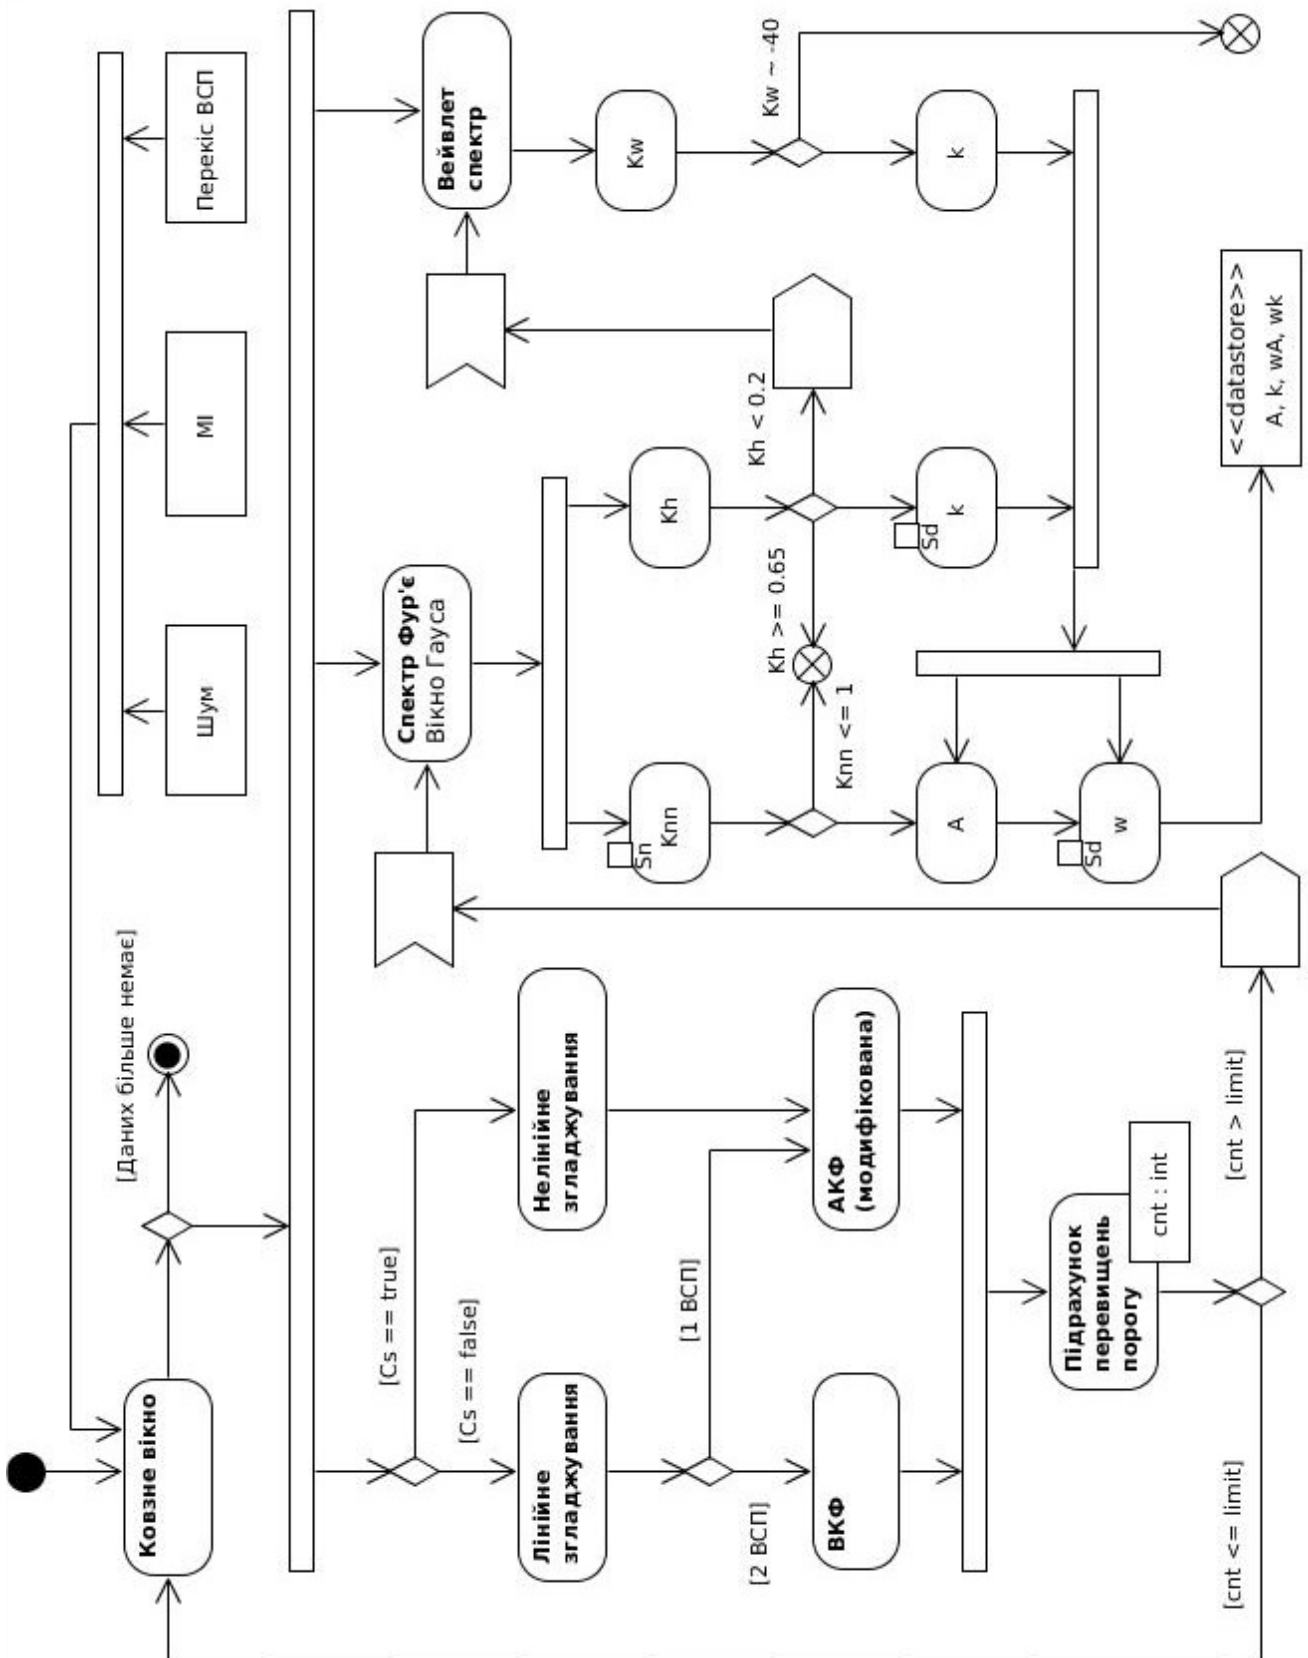 Ковзне вікно
[Даних більше немає]
Шум
МІ
Перекіс ВСП
[Cs == true]
[Cs == false]
Лінійне
згладжування
Нелінійне
згладжування
[1 ВСП]
[2 ВСП]
ВКФ
АКФ
(модифікована)
Підрахунок
перевищень
порогу
cnt : int
[cnt <= limit]
[cnt > limit]
Спектр Фур'є
Вікно Гауса
Sn
Knn
Kh
Knn <= 1
Kh >= 0.65
Kh < 0.2
A
Sd
w
Sd
k
Вейвлет
спектр
Kw
Kw ~ -40
k
<<datastore>>
A, k, wA, wk